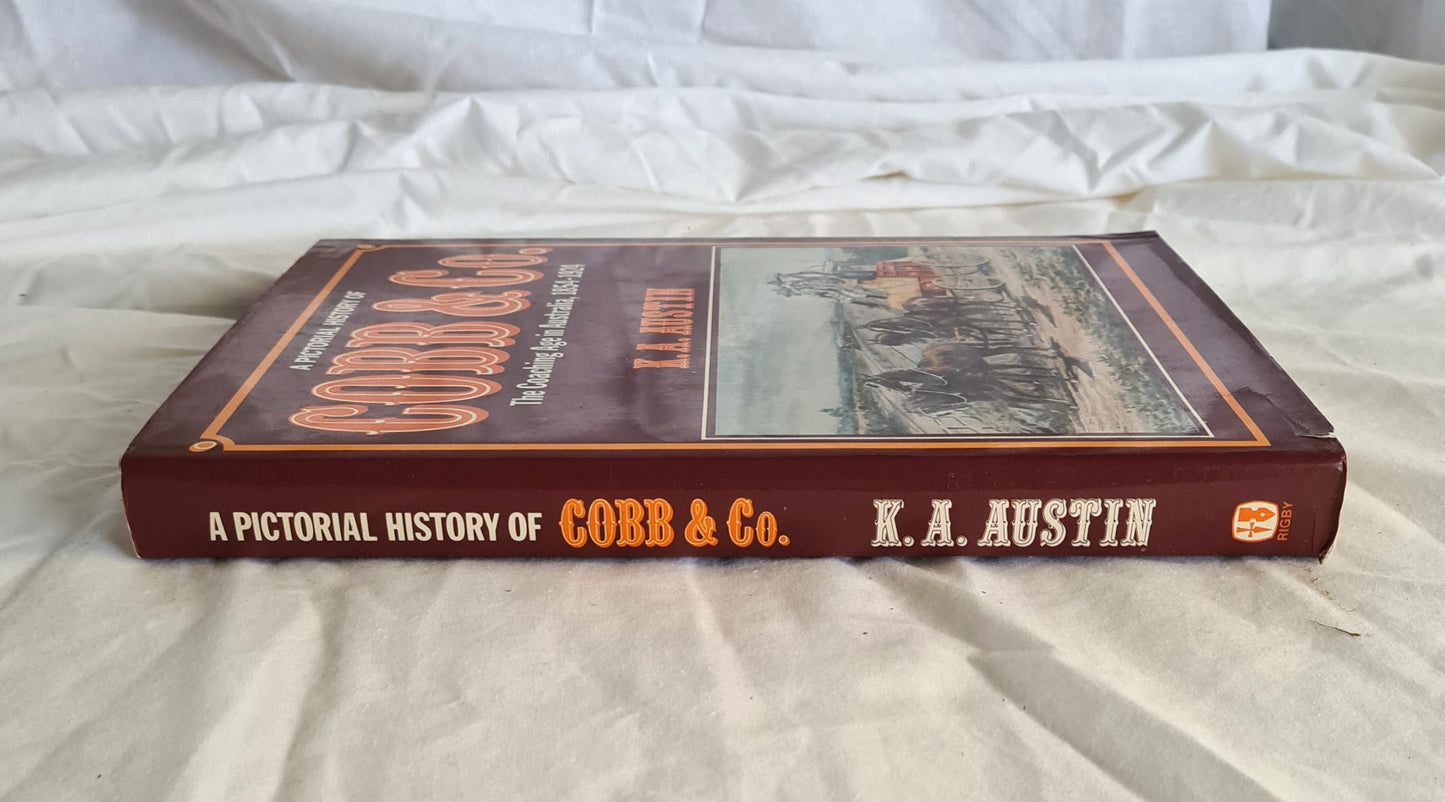 A PICTORIAL HISTORY OF
COBB & Co.
The Coaching Age in Australia, 1854-1924
K. A. AUSTIN
A PICTORIAL HISTORY OF COBB & Co. K. A. AUSTIN RIGBY